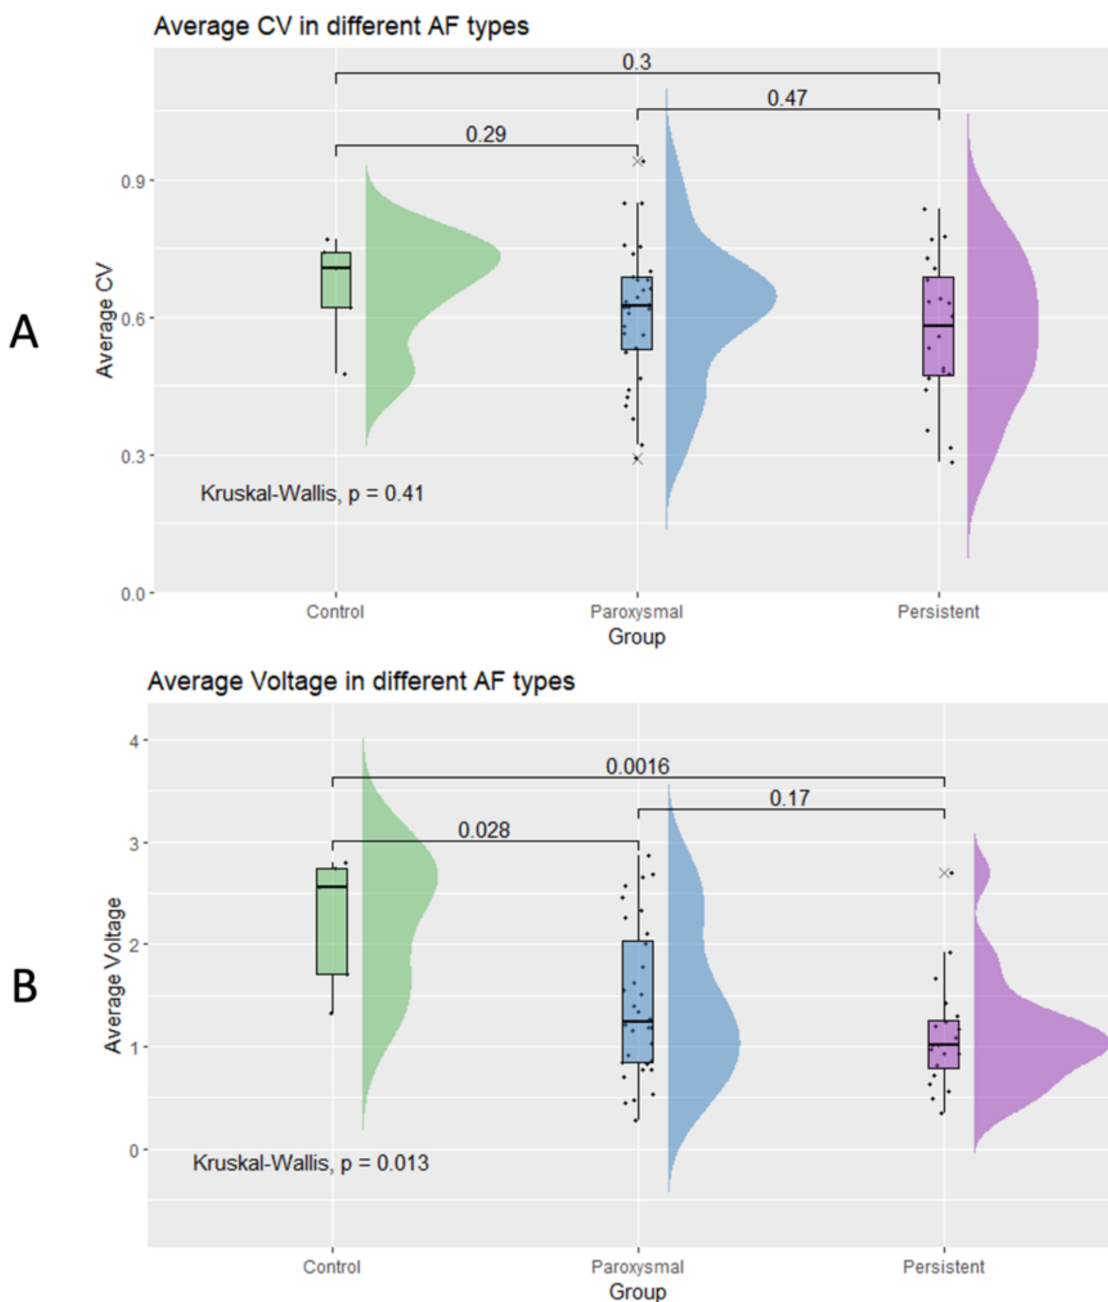 Average CV in different AF types
0.3
0.47
0.29
0.9
0.6
0.3
0.0
Average CV
A
Kruskal-Wallis, p = 0.41
Control
Paroxysmal
Persistent
Group
Average Voltage in different AF types
4
3
2
1
0
0.0016
0.17
0.028
Average Voltage
B
Kruskal-Wallis, p = 0.013
Control
Paroxysmal
Persistent
Group